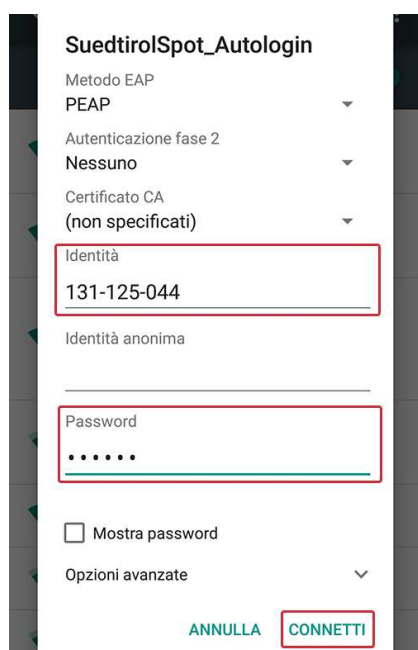 SuedtirolSpot_Autologin
Metodo EAP
PEAP
Autenticazione fase 2
Nessuno
Certificato CA
(non specificati)
Identità
131-125-044
Identità anonima
Password
••••••
Mostra password
Opzioni avanzate
ANNULLA CONNETTI